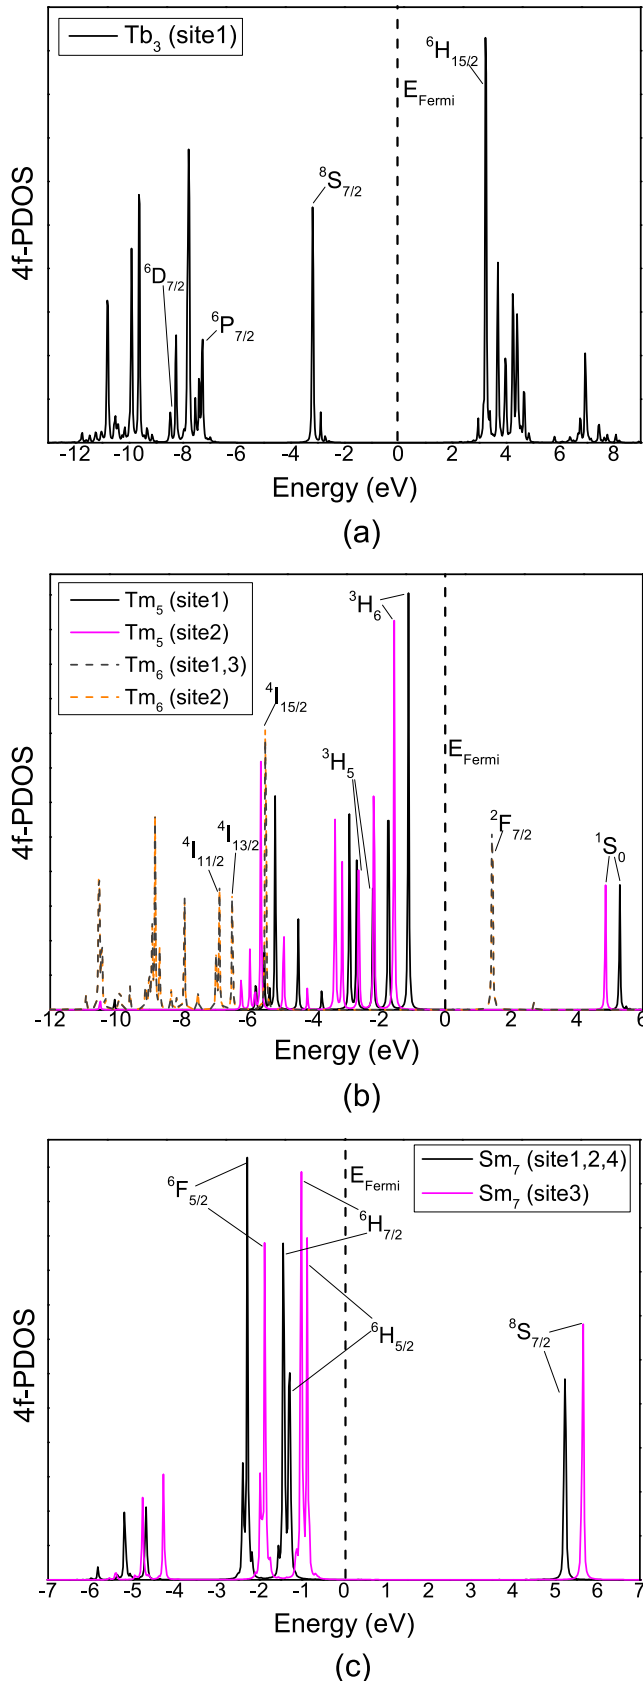 Tb₃ (site1)
⁶H₁₅/₂
E_Fermi
⁸S₇/₂
⁶D₇/₂
⁶P₇/₂
4f-PDOS
-12 -10 -8 -6 -4 -2 0 2 4 6 8
Energy (eV)
(a)
Tm₅ (site1)
Tm₅ (site2)
Tm₆ (site1,3)
Tm₆ (site2)
³H₆
⁴I₁₅/₂
³H₅
E_Fermi
⁴I₁₃/₂
⁴I₁₁/₂
²F₇/₂
¹S₀
4f-PDOS
-12 -10 -8 -6 -4 -2 0 2 4 6
Energy (eV)
(b)
Sm₇ (site1,2,4)
Sm₇ (site3)
E_Fermi
⁶F₅/₂
⁶H₇/₂
⁶H₅/₂
⁸S₇/₂
4f-PDOS
-7 -6 -5 -4 -3 -2 -1 0 1 2 3 4 5 6 7
Energy (eV)
(c)